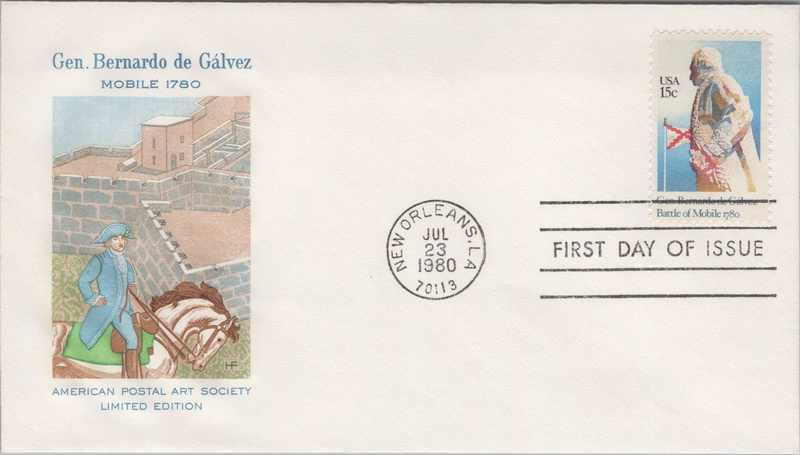 Gen. Bernardo de Gálvez
MOBILE 1780
HF
AMERICAN POSTAL ART SOCIETY
LIMITED EDITION
USA
15c
Gen. Bernardo de Gálvez
Battle of Mobile 1780
NEW ORLEANS, LA
JUL
23
1980
70113
FIRST DAY OF ISSUE